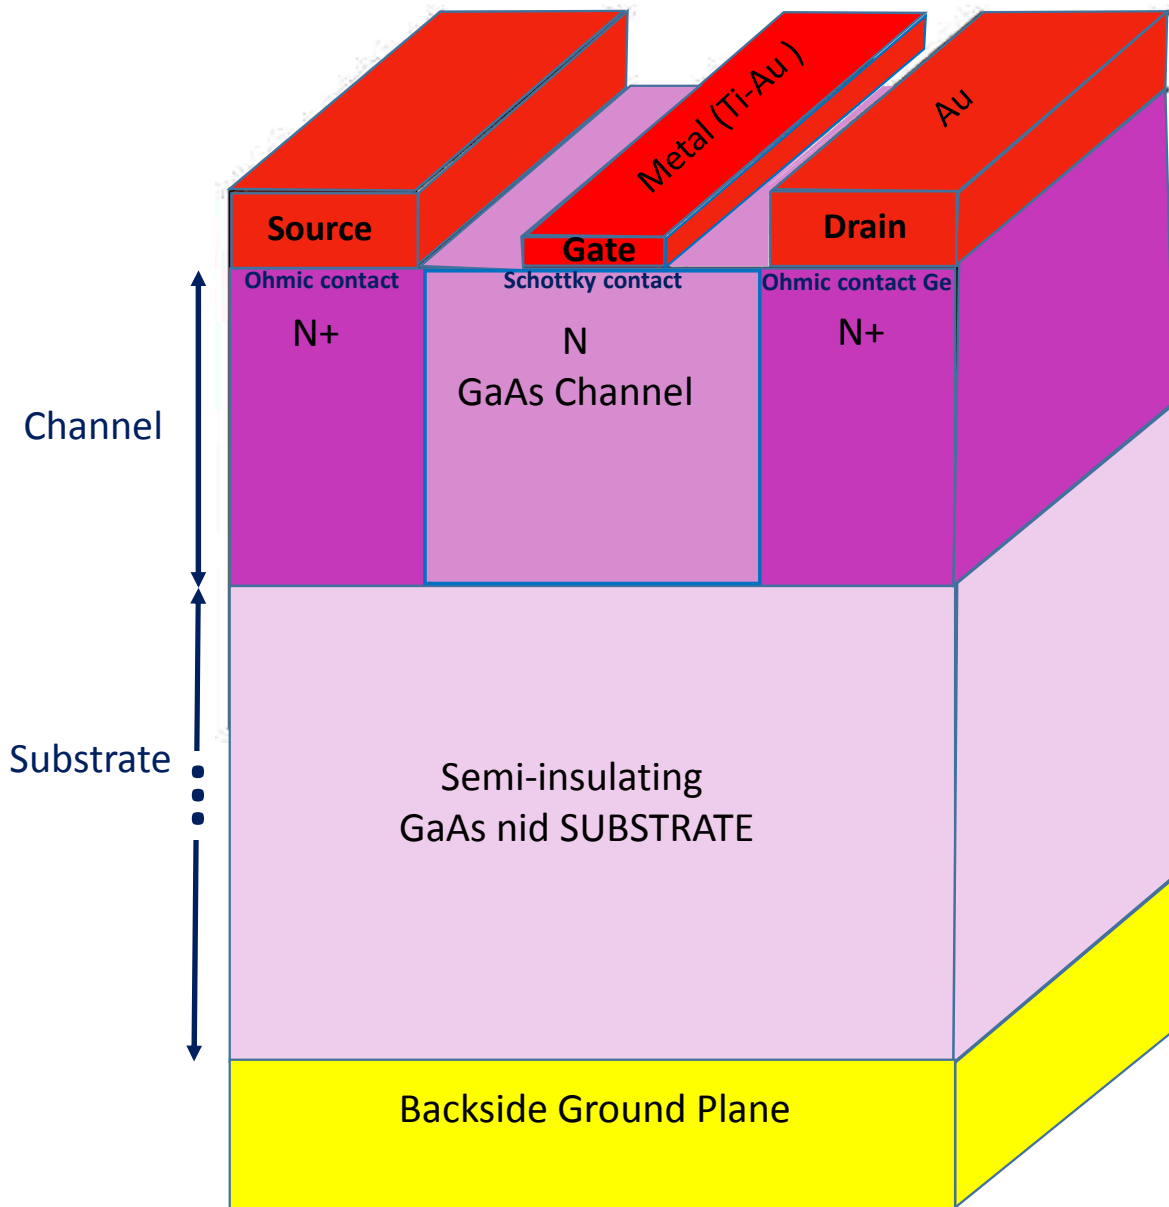 Metal (Ti-Au )
Au
Source
Gate
Drain
Ohmic contact
Schottky contact
Ohmic contact Ge
N+
N
GaAs Channel
N+
Channel
Substrate
Semi-insulating
GaAs nid SUBSTRATE
Backside Ground Plane